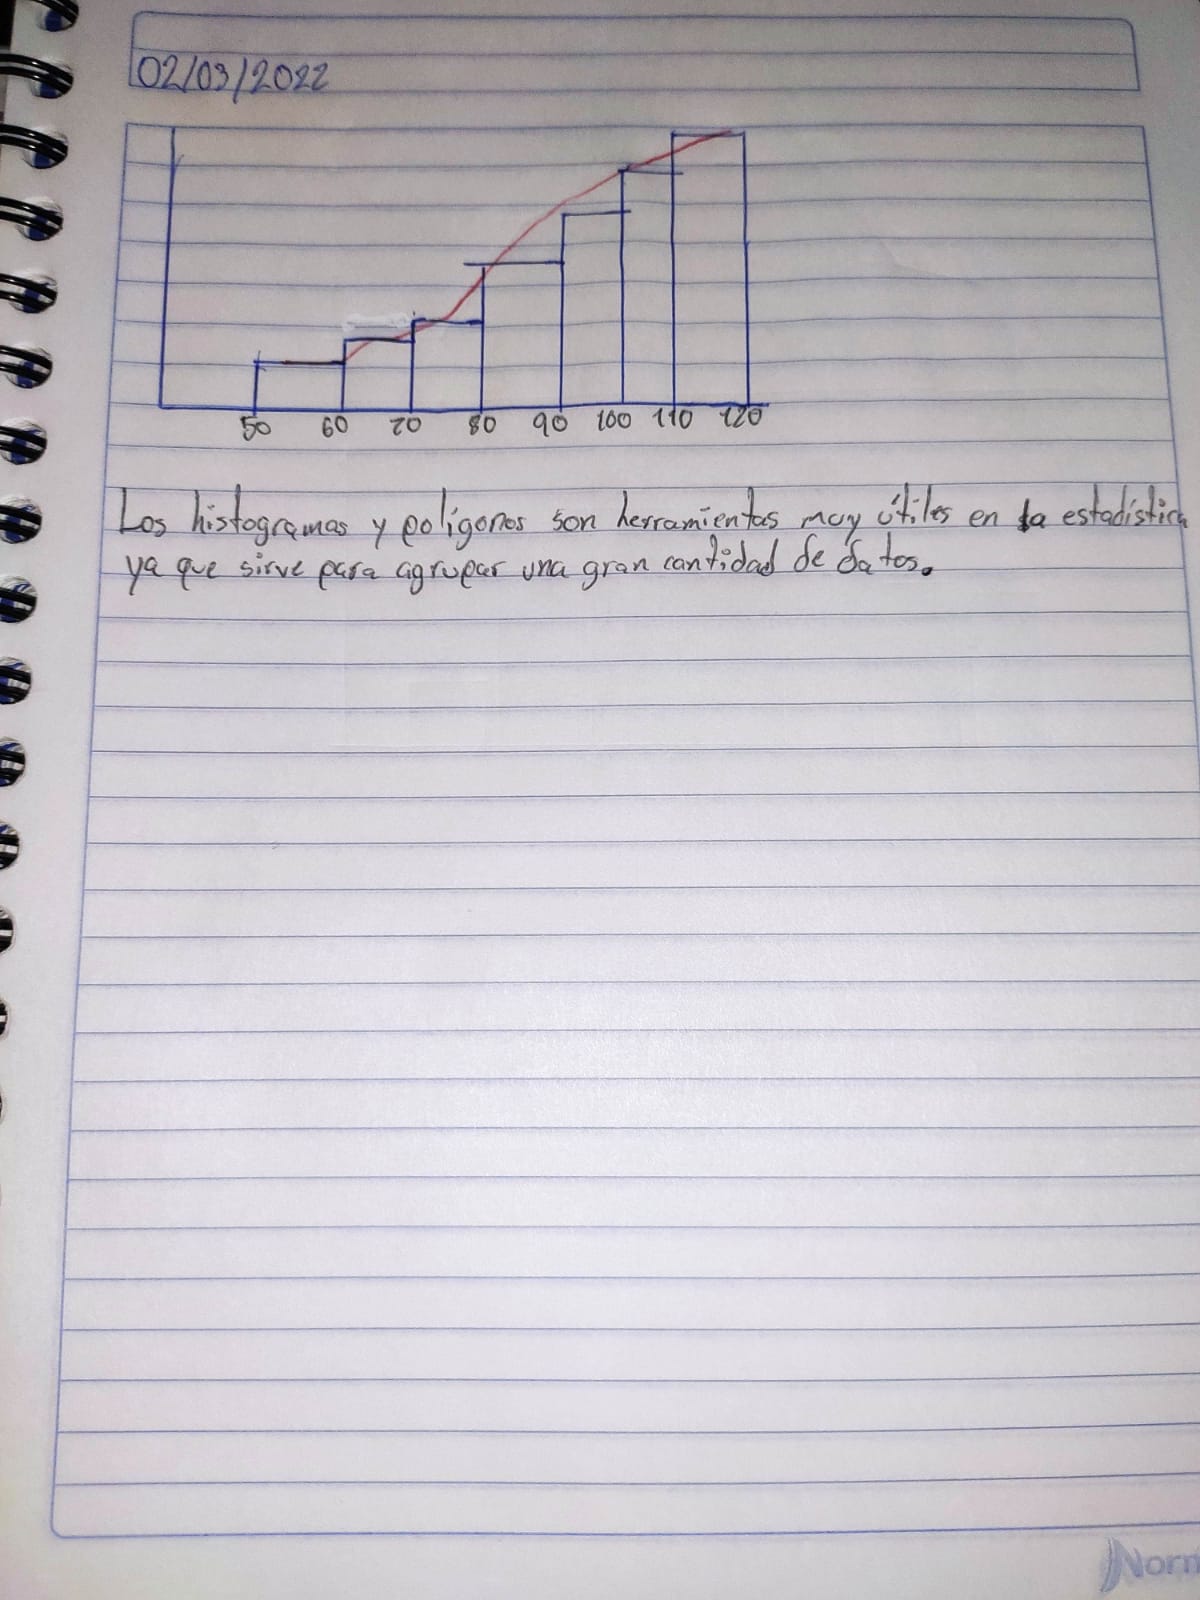 02/03/2022
50 60 70 80 90 100 110 120
Los histogramas y polígonos son herramientas muy útiles en la estadística
ya que sirve para agrupar una gran cantidad de datos.
Norm